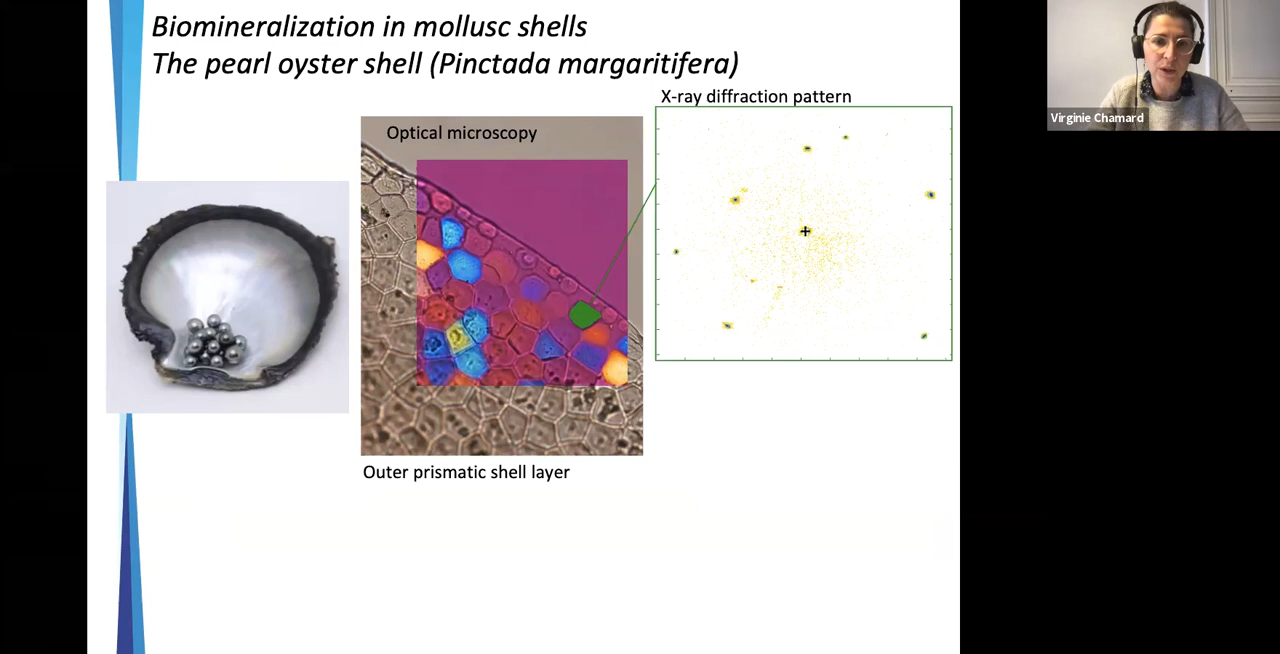 Biomineralization in mollusc shells
The pearl oyster shell (Pinctada margaritifera)
X-ray diffraction pattern
Optical microscopy
Virginie Chamard
Outer prismatic shell layer